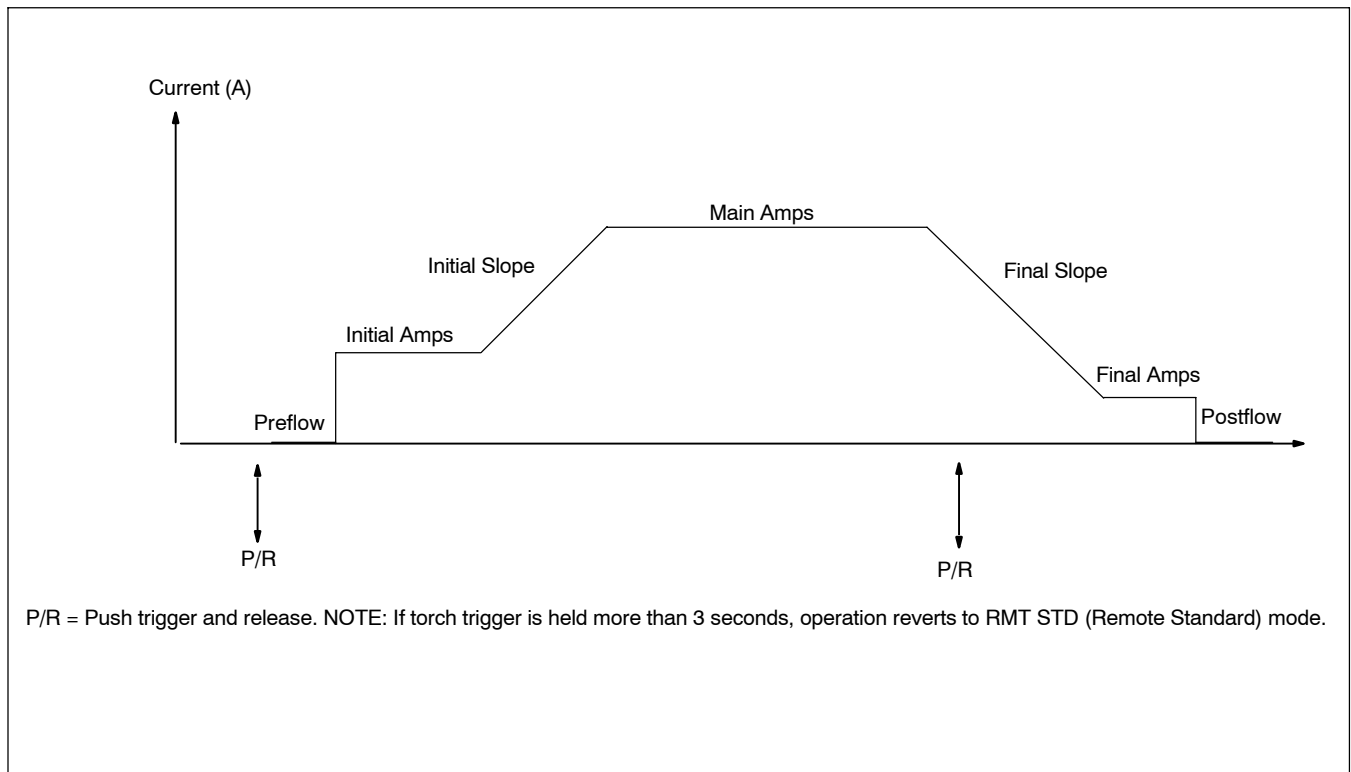 Current (A)
Main Amps
Initial Slope
Final Slope
Initial Amps
Final Amps
Preflow
Postflow
P/R
P/R
P/R = Push trigger and release. NOTE: If torch trigger is held more than 3 seconds, operation reverts to RMT STD (Remote Standard) mode.